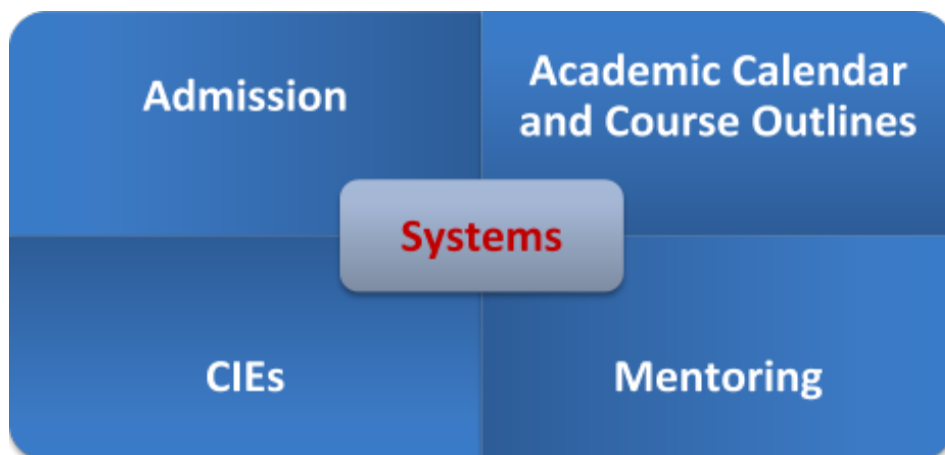 Admission
Academic Calendar
and Course Outlines
Systems
CIEs
Mentoring